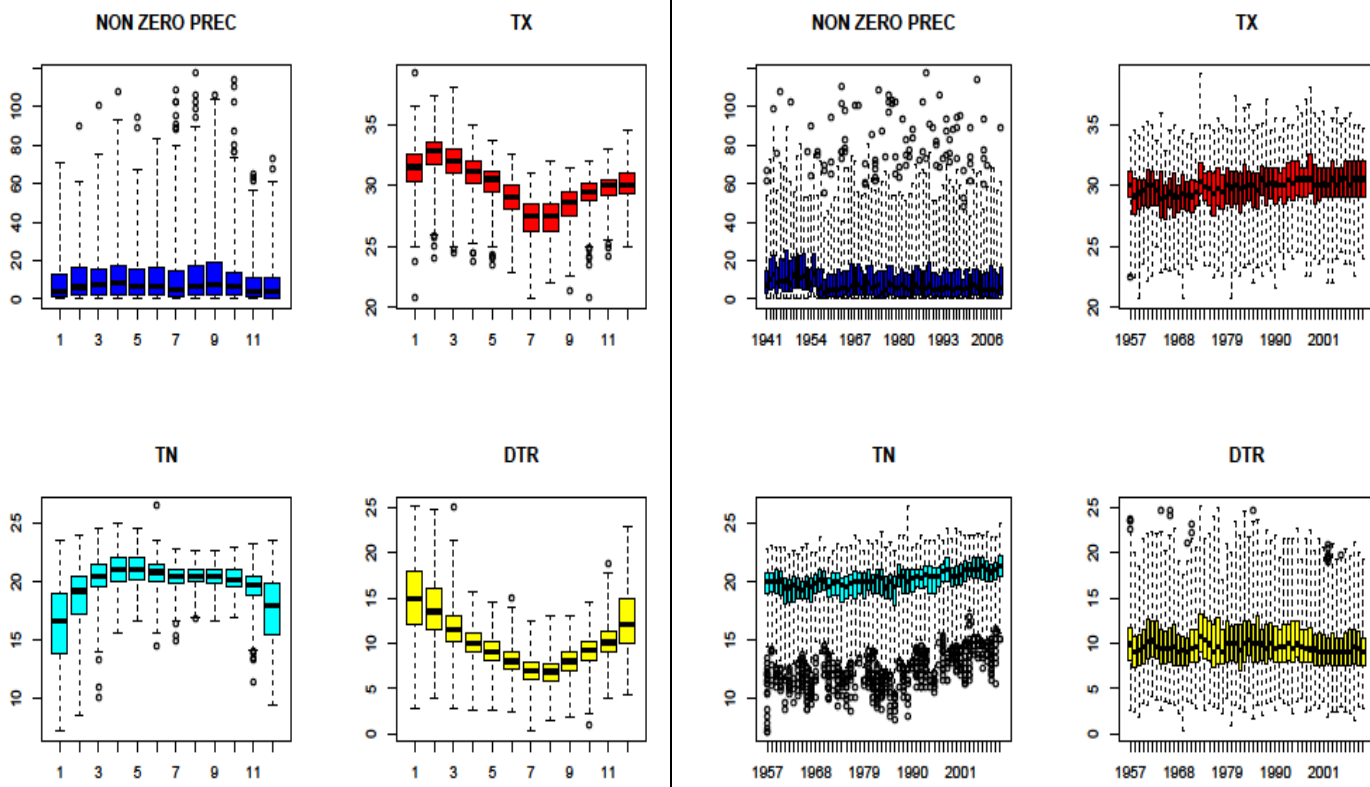 NON ZERO PREC
0 20 40 60 80 100
1 3 5 7 9 11
TX
20 25 30 35
1 3 5 7 9 11
NON ZERO PREC
0 20 40 60 80 100
1941 1954 1967 1980 1993 2006
TX
20 25 30 35
1957 1968 1979 1990 2001
TN
10 15 20 25
1 3 5 7 9 11
DTR
0 5 10 15 20 25
1 3 5 7 9 11
TN
10 15 20 25
1957 1968 1979 1990 2001
DTR
0 5 10 15 20 25
1957 1968 1979 1990 2001